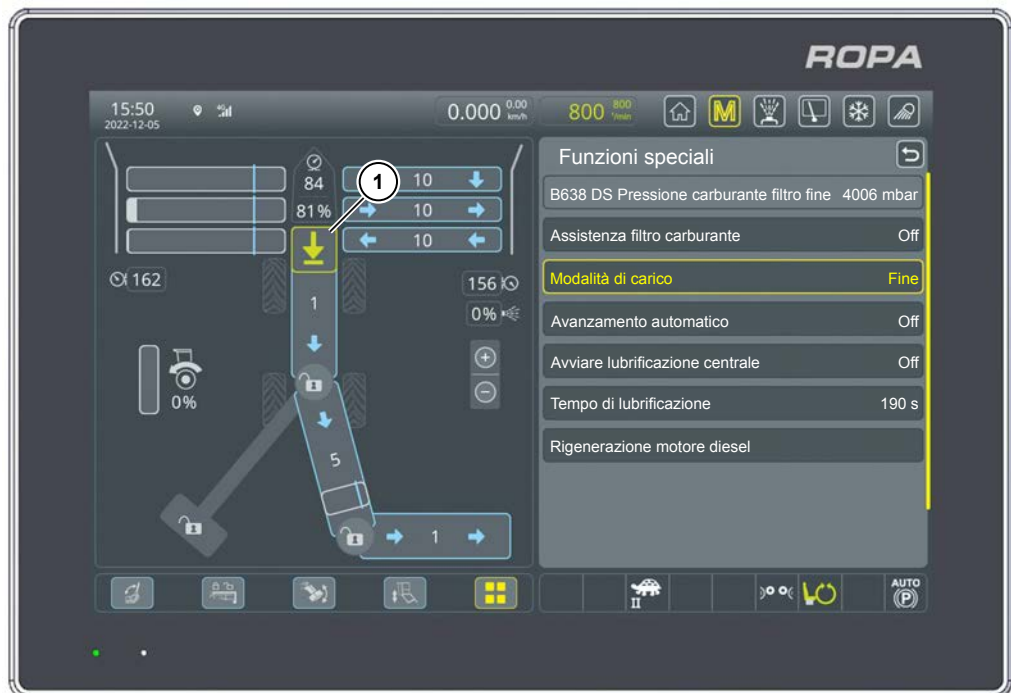 ROPA
15:50
2022-12-05
4G
0.000 0.00 km/h
800 800 1/min
M
84
81%
1
10
10
10
162
156
0%
1
0%
5
1
Funzioni speciali
B638 DS Pressione carburante filtro fine 4006 mbar
Assistenza filtro carburante Off
Modalità di carico Fine
Avanzamento automatico Off
Avviare lubrificazione centrale Off
Tempo di lubrificazione 190 s
Rigenerazione motore diesel
II
AUTO
(P)